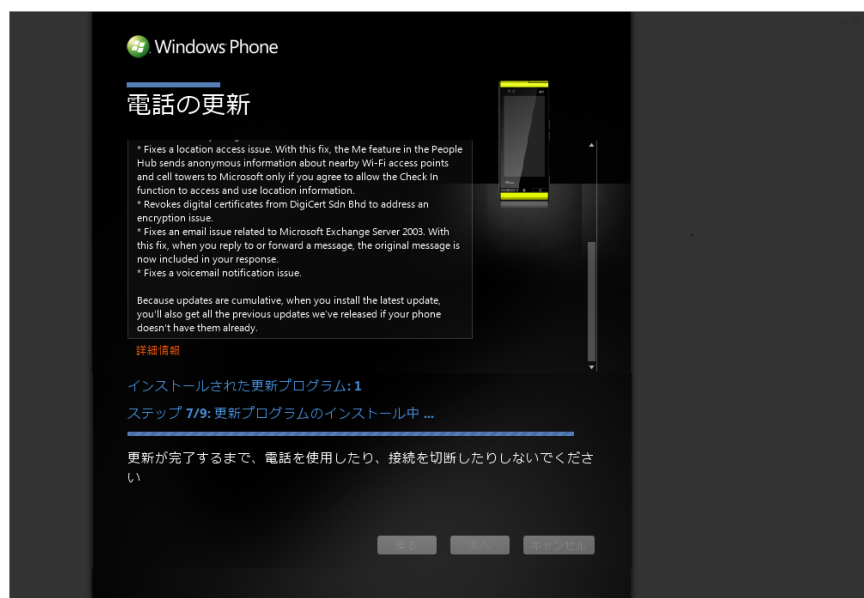 Windows Phone
電話の更新
* Fixes a location access issue. With this fix, the Me feature in the People
Hub sends anonymous information about nearby Wi-Fi access points
and cell towers to Microsoft only if you agree to allow the Check In
function to access and use location information.
* Revokes digital certificates from DigiCert Sdn Bhd to address an
encryption issue.
* Fixes an email issue related to Microsoft Exchange Server 2003. With
this fix, when you reply to or forward a message, the original message is
now included in your response.
* Fixes a voicemail notification issue.
Because updates are cumulative, when you install the latest update,
you'll also get all the previous updates we've released if your phone
doesn't have them already.
詳細情報
インストールされた更新プログラム: 1
ステップ 7/9: 更新プログラムのインストール中 ...
更新が完了するまで、電話を使用したり、接続を切断したりしないでくださ
い
戻る 次へ キャンセル